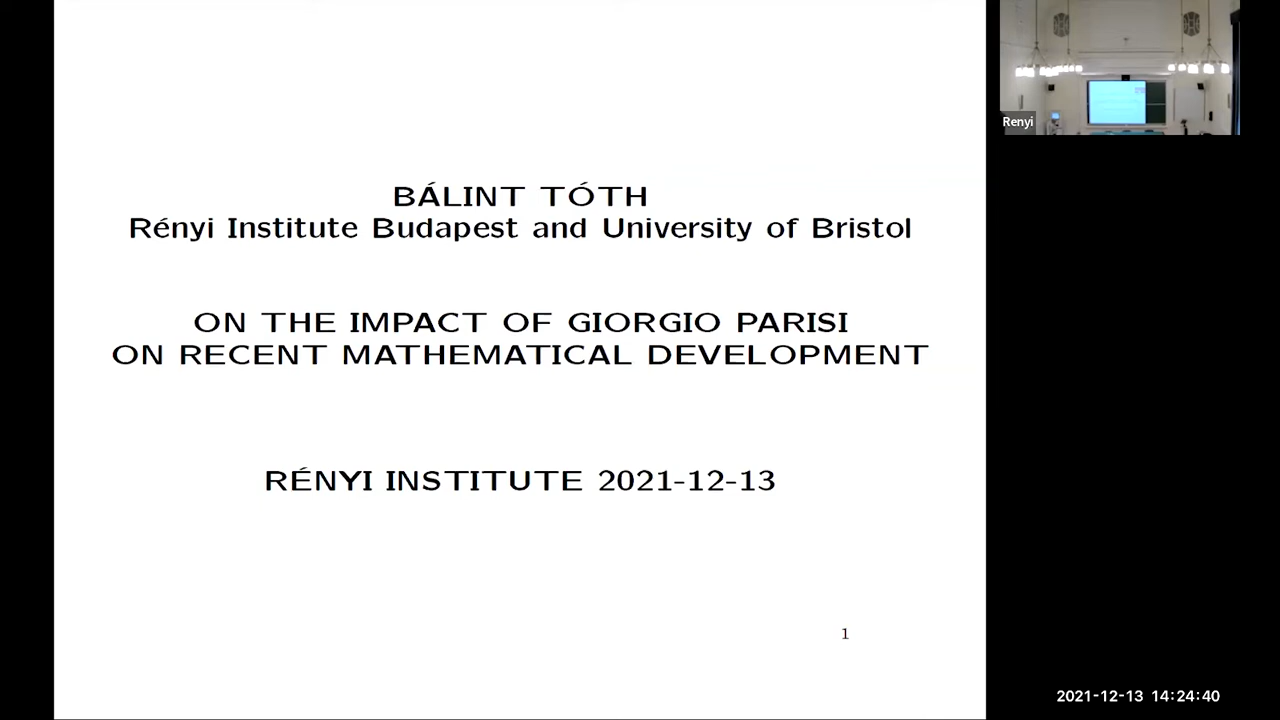 BÁLINT TÓTH
Rényi Institute Budapest and University of Bristol
ON THE IMPACT OF GIORGIO PARISI
ON RECENT MATHEMATICAL DEVELOPMENT
RÉNYI INSTITUTE 2021-12-13
1
Renyi
2021-12-13 14:24:40